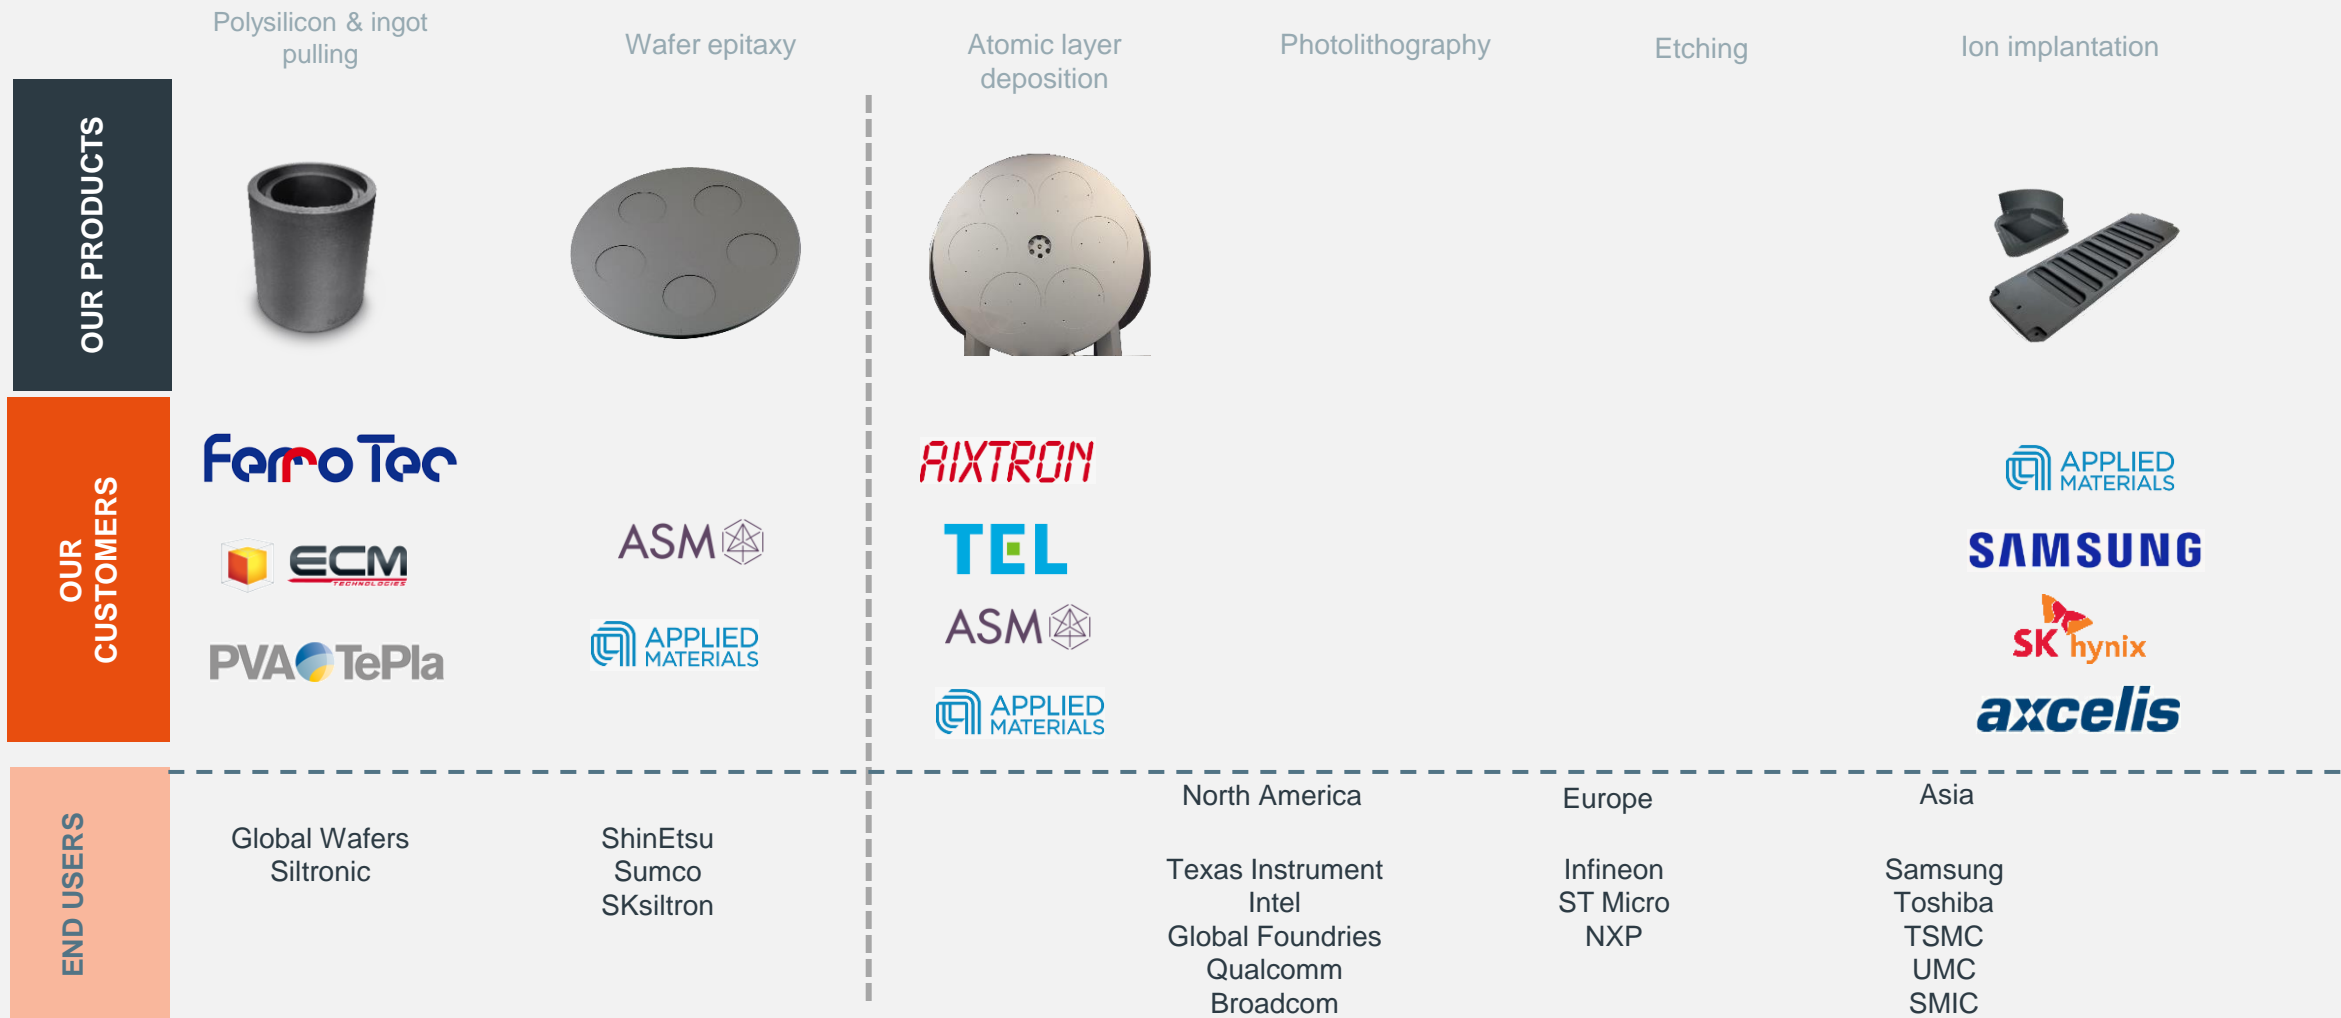 Polysilicon & ingot
pulling
Wafer epitaxy
Atomic layer
deposition
Photolithography
Etching
Ion implantation
OUR PRODUCTS
OUR
CUSTOMERS
FerroTec
ECM
TECHNOLOGIES
PVA TePla
ASM
APPLIED
MATERIALS
AIXTRON
TEL
ASM
APPLIED
MATERIALS
APPLIED
MATERIALS
SAMSUNG
SK hynix
axcelis
END USERS
Global Wafers
Siltronic
ShinEtsu
Sumco
SKsiltron
North America
Texas Instrument
Intel
Global Foundries
Qualcomm
Broadcom
Europe
Infineon
ST Micro
NXP
Asia
Samsung
Toshiba
TSMC
UMC
SMIC